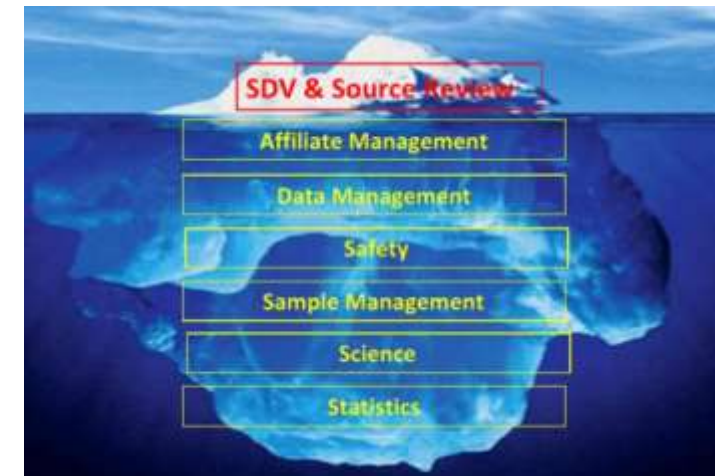 SDV & Source Review
Affiliate Management
Data Management
Safety
Sample Management
Science
Statistics